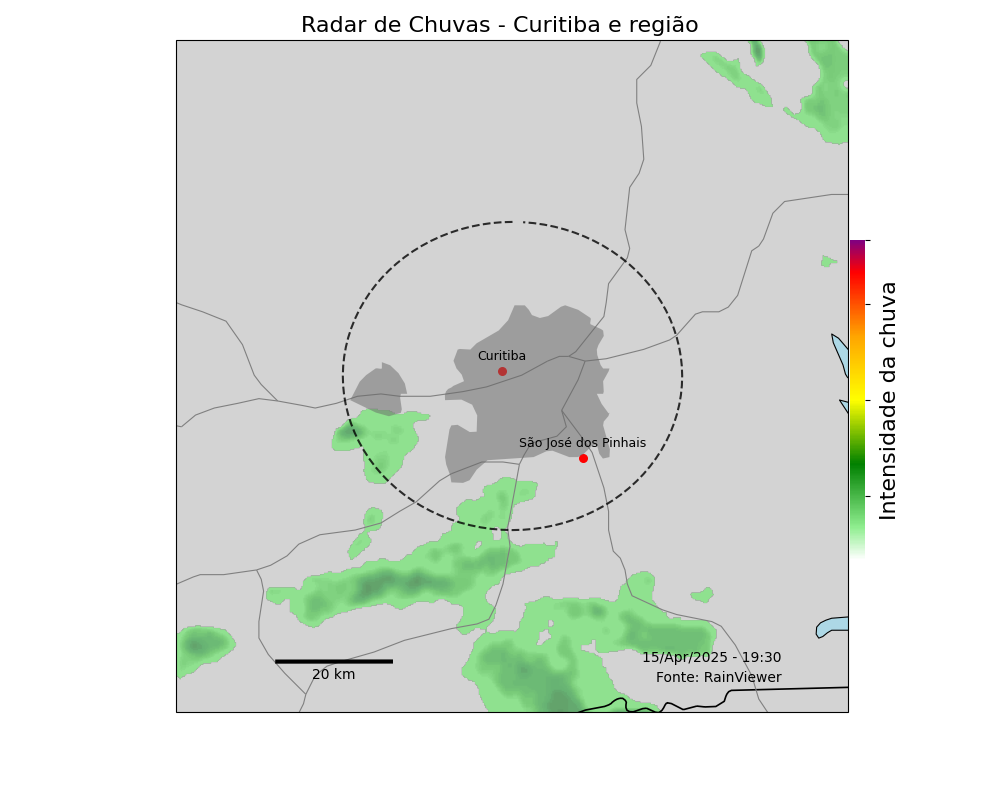 Radar de Chuvas - Curitiba e região
Curitiba
São José dos Pinhais
Intensidade da chuva
15/Apr/2025 - 19:30
20 km
Fonte: RainViewer